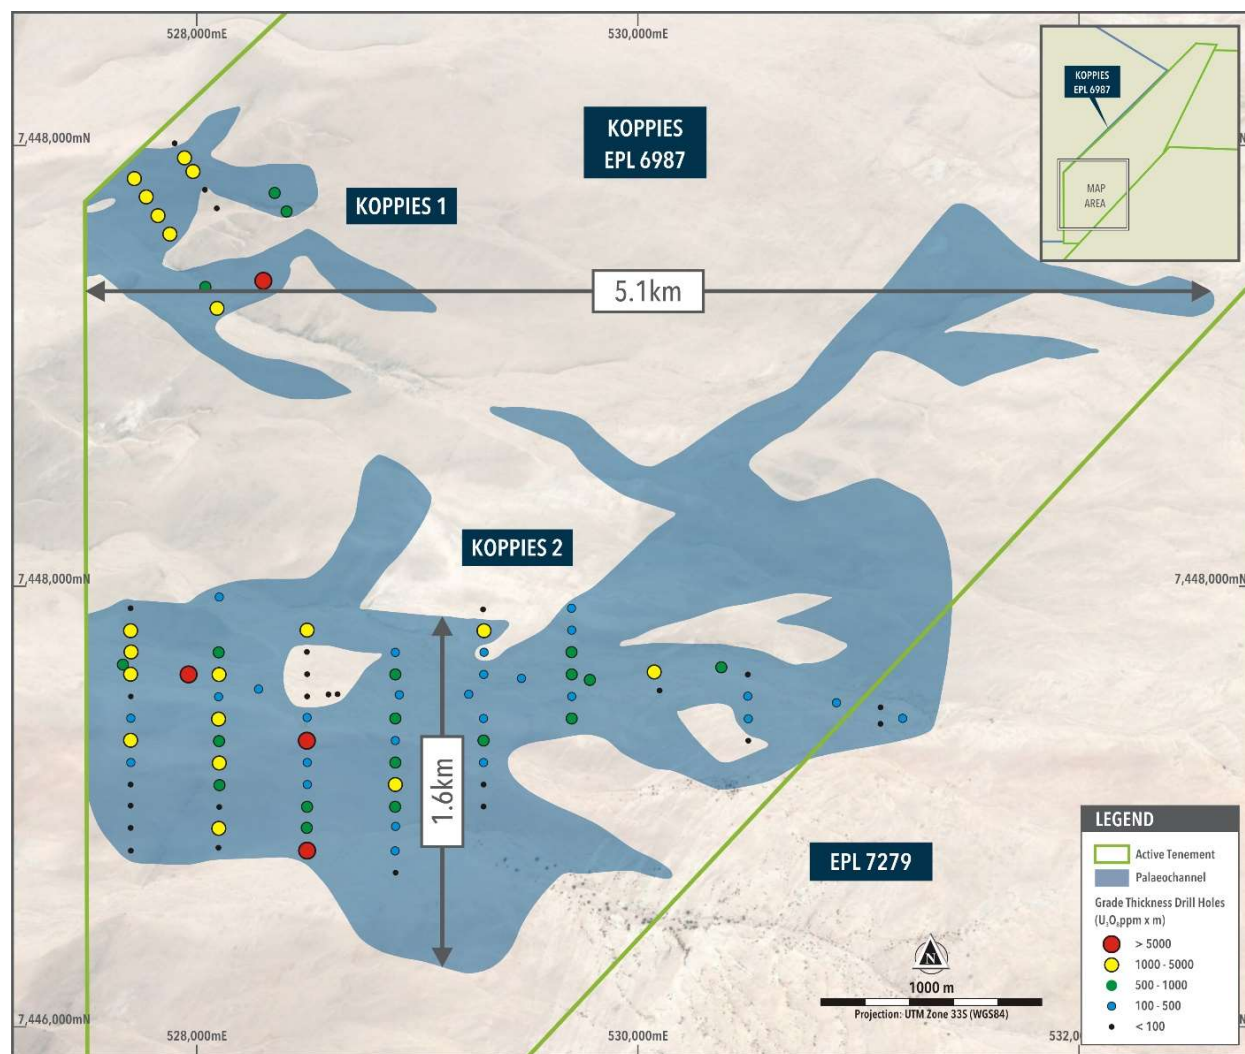 528,000mE
530,000mE
7,448,000mN
KOPPIES
EPL 6987
KOPPIES
EPL 6987
MAP
AREA
KOPPIES 1
5.1km
KOPPIES 2
7,448,000mN
7,448,000mN
1.6km
EPL 7279
LEGEND
Active Tenement
Palaeochannel
Grade Thickness Drill Holes
(U₃O₈ppm x m)
> 5000
1000 - 5000
500 - 1000
100 - 500
< 100
N
1000 m
Projection: UTM Zone 33S (WGS84)
7,446,000mN
528,000mE
530,000mE
532,0